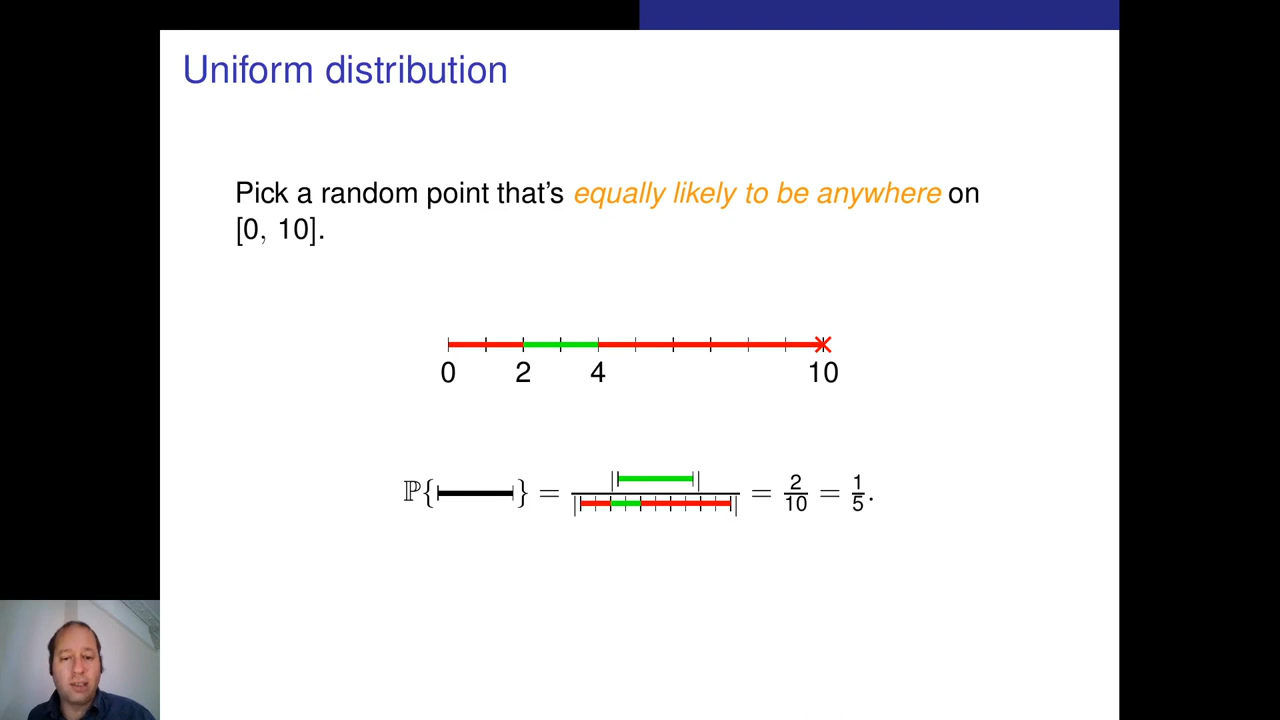 Uniform distribution
Pick a random point that's equally likely to be anywhere on
[0, 10].
0 2 4 10
ℙ{ } = | | / | | = 2/10 = 1/5.